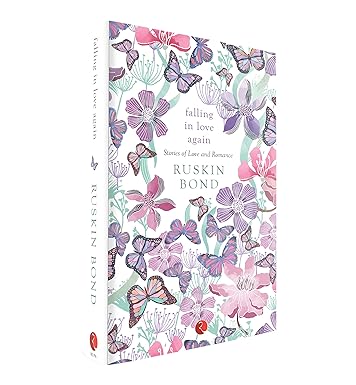 falling in love again
RUSKIN BOND
falling
in love
again
Stories of Love and Romance
RUSKIN
BOND